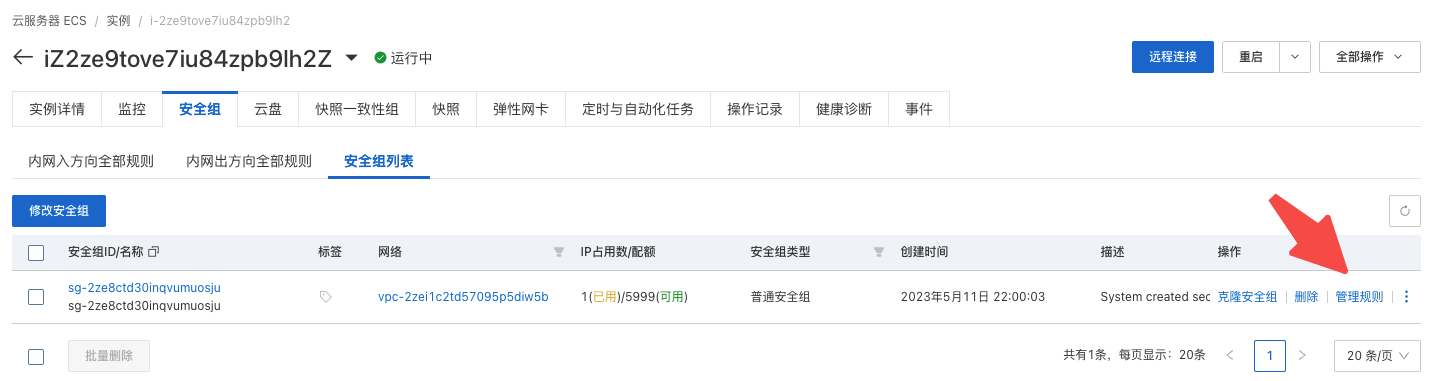 云服务器 ECS / 实例 / i-2ze9tove7iu84zpb9lh2
iZ2ze9tove7iu84zpb9lh2Z 运行中 远程连接 重启 全部操作
实例详情 监控 安全组 云盘 快照一致性组 快照 弹性网卡 定时与自动化任务 操作记录 健康诊断 事件
内网入方向全部规则 内网出方向全部规则 安全组列表
修改安全组
安全组ID/名称 标签 网络 IP占用数/配额 安全组类型 创建时间 描述 操作
sg-2ze8ctd30inqvumuosju vpc-2zei1c2td57095p5diw5b 1(已用)/5999(可用) 普通安全组 2023年5月11日 22:00:03 System created sec 克隆安全组 删除 管理规则
sg-2ze8ctd30inqvumuosju
批量删除 共有1条，每页显示：20条 1 20 条/页